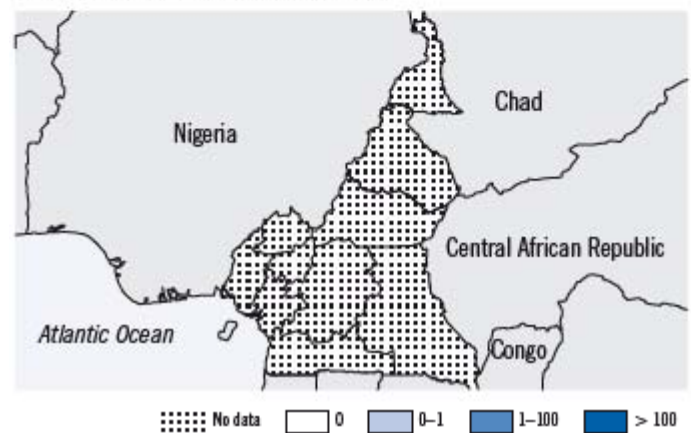 Chad
Nigeria
Central African Republic
Atlantic Ocean
Congo
No data 0 0–1 1–100 > 100